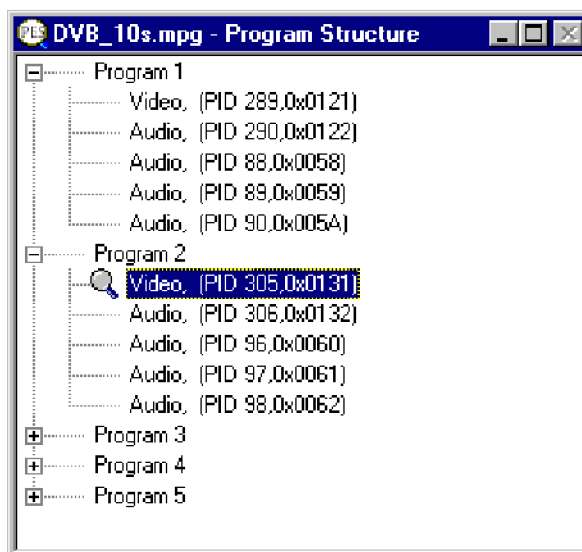 PES DVB_10s.mpg - Program Structure
Program 1
Video, (PID 289,0x0121)
Audio, (PID 290,0x0122)
Audio, (PID 88,0x0058)
Audio, (PID 89,0x0059)
Audio, (PID 90,0x005A)
Program 2
Video, (PID 305,0x0131)
Audio, (PID 306,0x0132)
Audio, (PID 96,0x0060)
Audio, (PID 97,0x0061)
Audio, (PID 98,0x0062)
Program 3
Program 4
Program 5